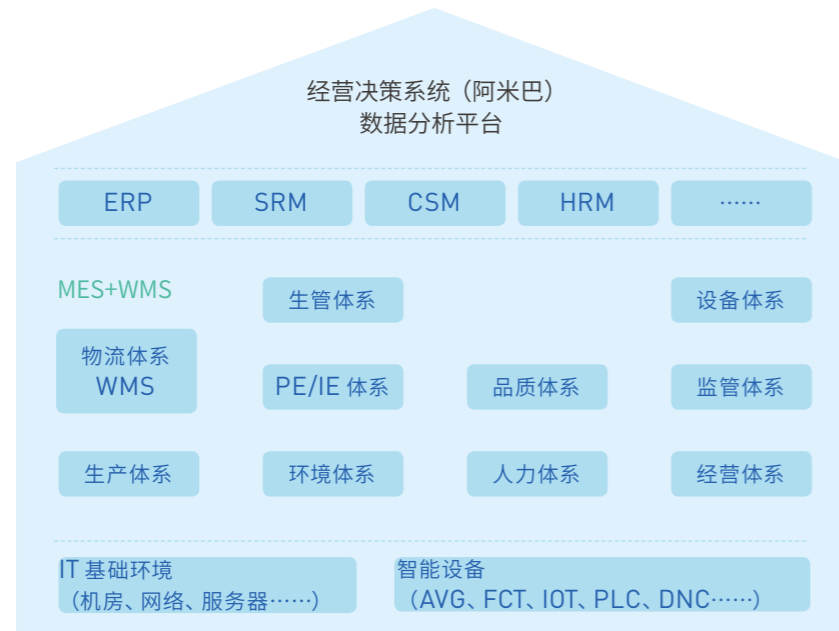 经营决策系统（阿米巴）
数据分析平台
ERP
SRM
CSM
HRM
……
MES+WMS
生管体系
设备体系
物流体系
WMS
PE/IE 体系
品质体系
监管体系
生产体系
环境体系
人力体系
经营体系
IT 基础环境
（机房、网络、服务器……）
智能设备
（AVG、FCT、IOT、PLC、DNC……）